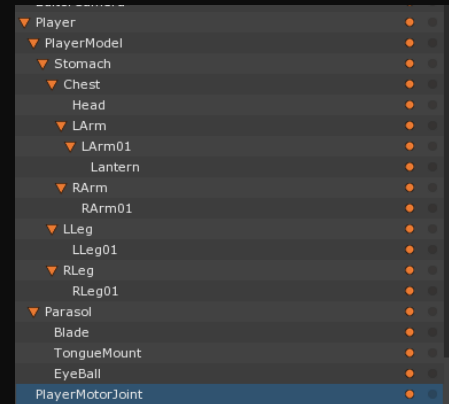 Player
PlayerModel
Stomach
Chest
Head
LArm
LArm01
Lantern
RArm
RArm01
LLeg
LLeg01
RLeg
RLeg01
Parasol
Blade
TongueMount
EyeBall
PlayerMotorJoint